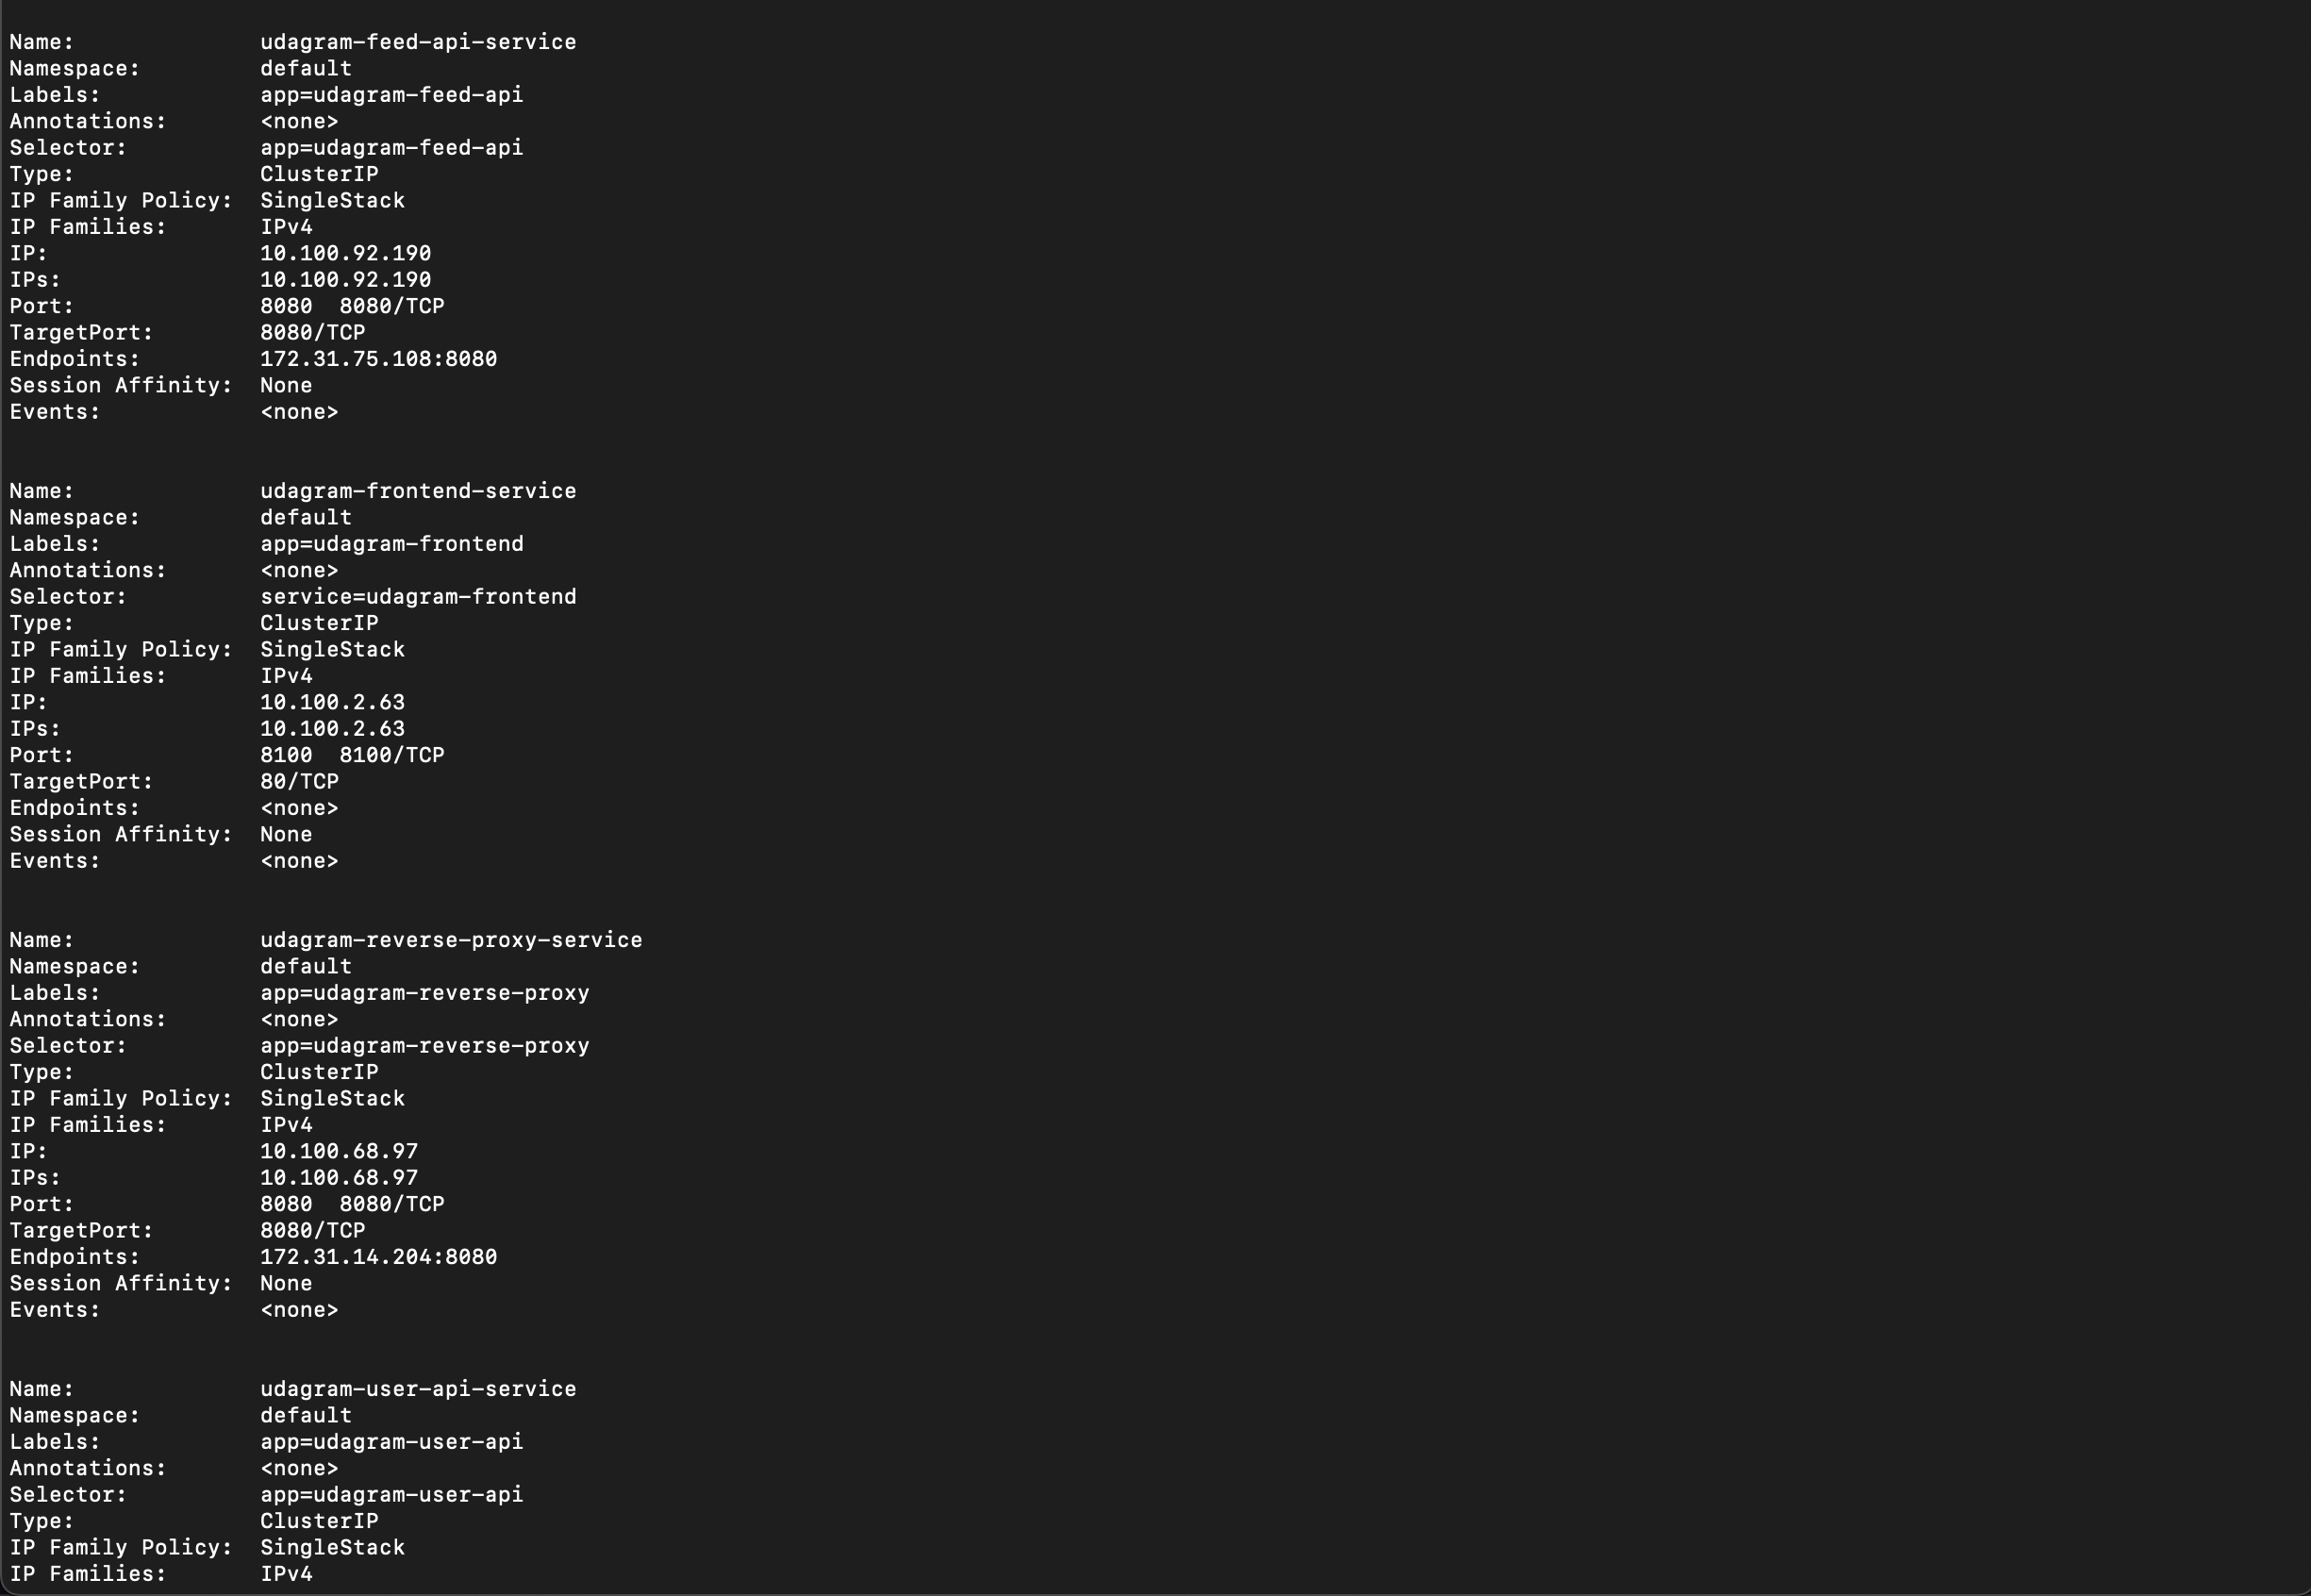 Name:              udagram-feed-api-service
Namespace:         default
Labels:            app=udagram-feed-api
Annotations:       <none>
Selector:          app=udagram-feed-api
Type:              ClusterIP
IP Family Policy:  SingleStack
IP Families:       IPv4
IP:                10.100.92.190
IPs:               10.100.92.190
Port:              8080  8080/TCP
TargetPort:        8080/TCP
Endpoints:         172.31.75.108:8080
Session Affinity:  None
Events:            <none>
Name:              udagram-frontend-service
Namespace:         default
Labels:            app=udagram-frontend
Annotations:       <none>
Selector:          service=udagram-frontend
Type:              ClusterIP
IP Family Policy:  SingleStack
IP Families:       IPv4
IP:                10.100.2.63
IPs:               10.100.2.63
Port:              8100  8100/TCP
TargetPort:        80/TCP
Endpoints:         <none>
Session Affinity:  None
Events:            <none>
Name:              udagram-reverse-proxy-service
Namespace:         default
Labels:            app=udagram-reverse-proxy
Annotations:       <none>
Selector:          app=udagram-reverse-proxy
Type:              ClusterIP
IP Family Policy:  SingleStack
IP Families:       IPv4
IP:                10.100.68.97
IPs:               10.100.68.97
Port:              8080  8080/TCP
TargetPort:        8080/TCP
Endpoints:         172.31.14.204:8080
Session Affinity:  None
Events:            <none>
Name:              udagram-user-api-service
Namespace:         default
Labels:            app=udagram-user-api
Annotations:       <none>
Selector:          app=udagram-user-api
Type:              ClusterIP
IP Family Policy:  SingleStack
IP Families:       IPv4